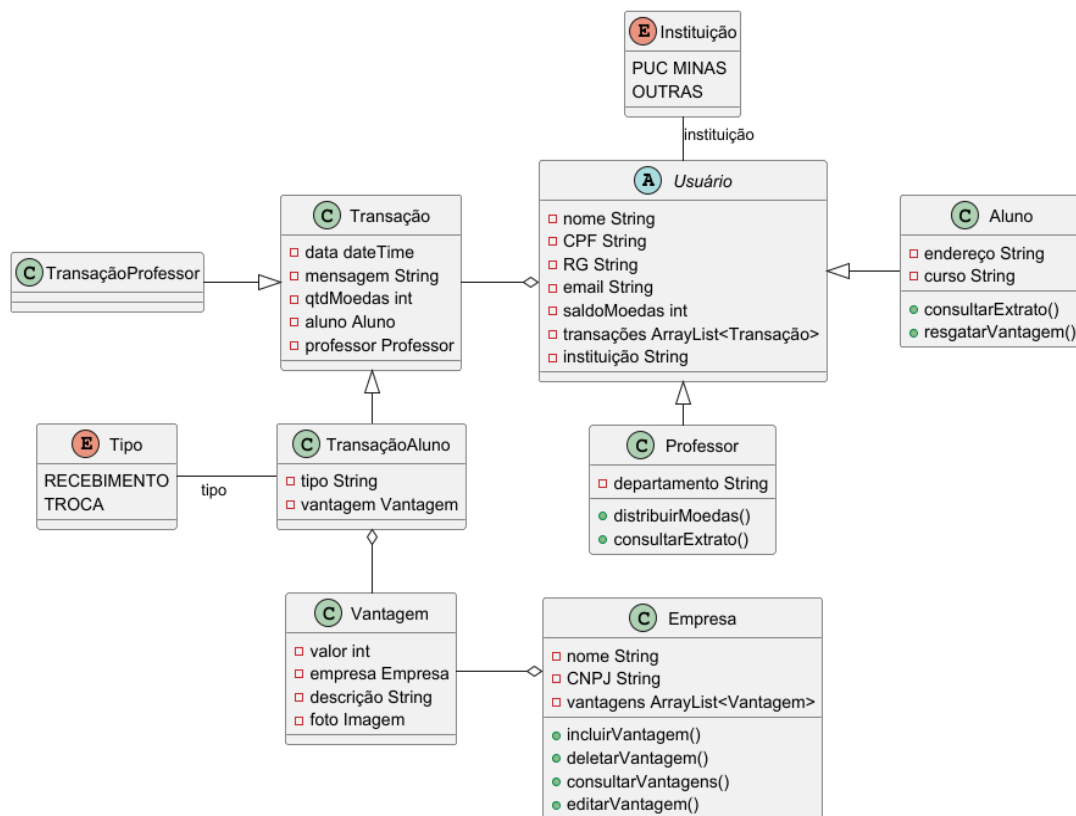 E Instituição
PUC MINAS
OUTRAS
instituição
A Usuário
nome String
CPF String
RG String
email String
saldoMoedas int
transações ArrayList<Transação>
instituição String
C Transação
data dateTime
mensagem String
qtdMoedas int
aluno Aluno
professor Professor
C Aluno
endereço String
curso String
consultarExtrato()
resgatarVantagem()
C TransaçãoProfessor
E Tipo
RECEBIMENTO
TROCA
tipo
C TransaçãoAluno
tipo String
vantagem Vantagem
C Professor
departamento String
distribuirMoedas()
consultarExtrato()
C Vantagem
valor int
empresa Empresa
descrição String
foto Imagem
C Empresa
nome String
CNPJ String
vantagens ArrayList<Vantagem>
incluirVantagem()
deletarVantagem()
consultarVantagens()
editarVantagem()